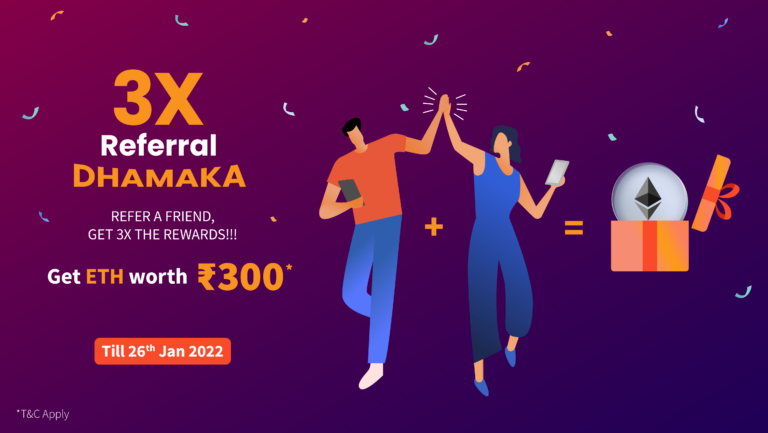 3X
Referral
DHAMAKA
REFER A FRIEND,
GET 3X THE REWARDS!!!
Get ETH worth ₹300*
+
=
Till 26th Jan 2022
*T&C Apply